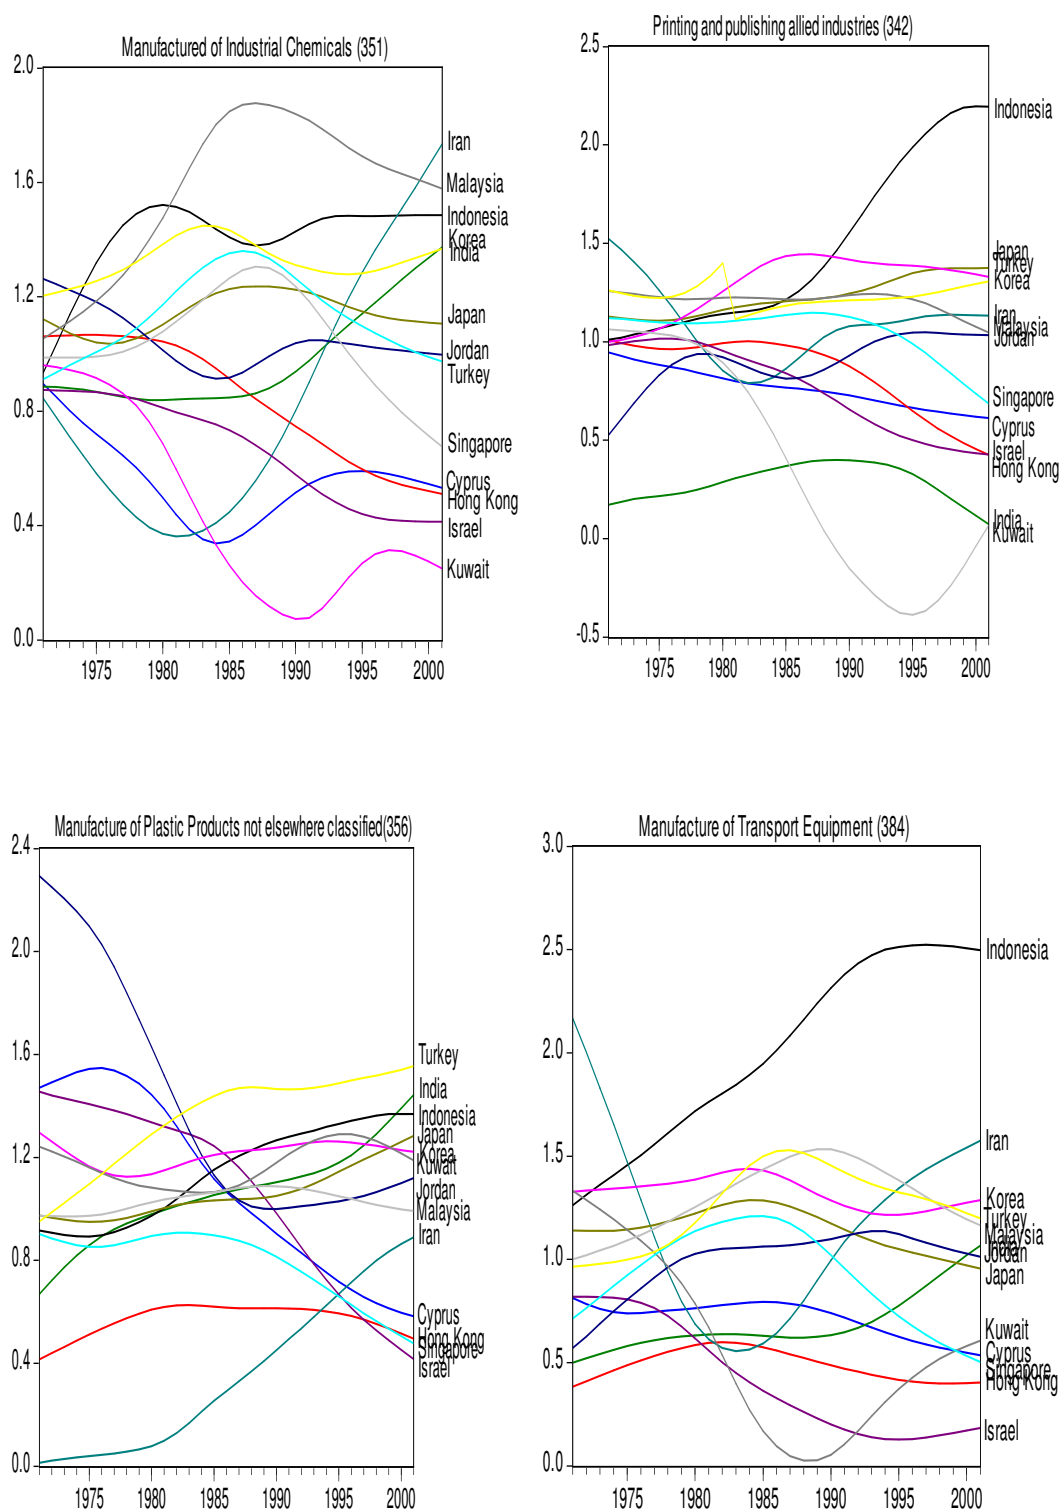 Manufactured of Industrial Chemicals (351)
2.0
1.6
1.2
0.8
0.4
0.0
Iran
Malaysia
Indonesia
Korea
India
Japan
Jordan
Turkey
Singapore
Cyprus
Hong Kong
Israel
Kuwait
1975 1980 1985 1990 1995 2000
Printing and publishing allied industries (342)
2.5
2.0
1.5
1.0
0.5
0.0
-0.5
Indonesia
Japan
Turkey
Korea
Iran
Malaysia
Jordan
Singapore
Cyprus
Israel
Hong Kong
India
Kuwait
1975 1980 1985 1990 1995 2000
Manufacture of Plastic Products not elsewhere classified(356)
2.4
2.0
1.6
1.2
0.8
0.4
0.0
Turkey
India
Indonesia
Japan
Korea
Kuwait
Jordan
Malaysia
Iran
Cyprus
Hong Kong
Singapore
Israel
1975 1980 1985 1990 1995 2000
Manufacture of Transport Equipment (384)
3.0
2.5
2.0
1.5
1.0
0.5
0.0
Indonesia
Iran
Korea
Turkey
Malaysia
Jordan
Japan
Kuwait
Cyprus
Singapore
Hong Kong
Israel
1975 1980 1985 1990 1995 2000